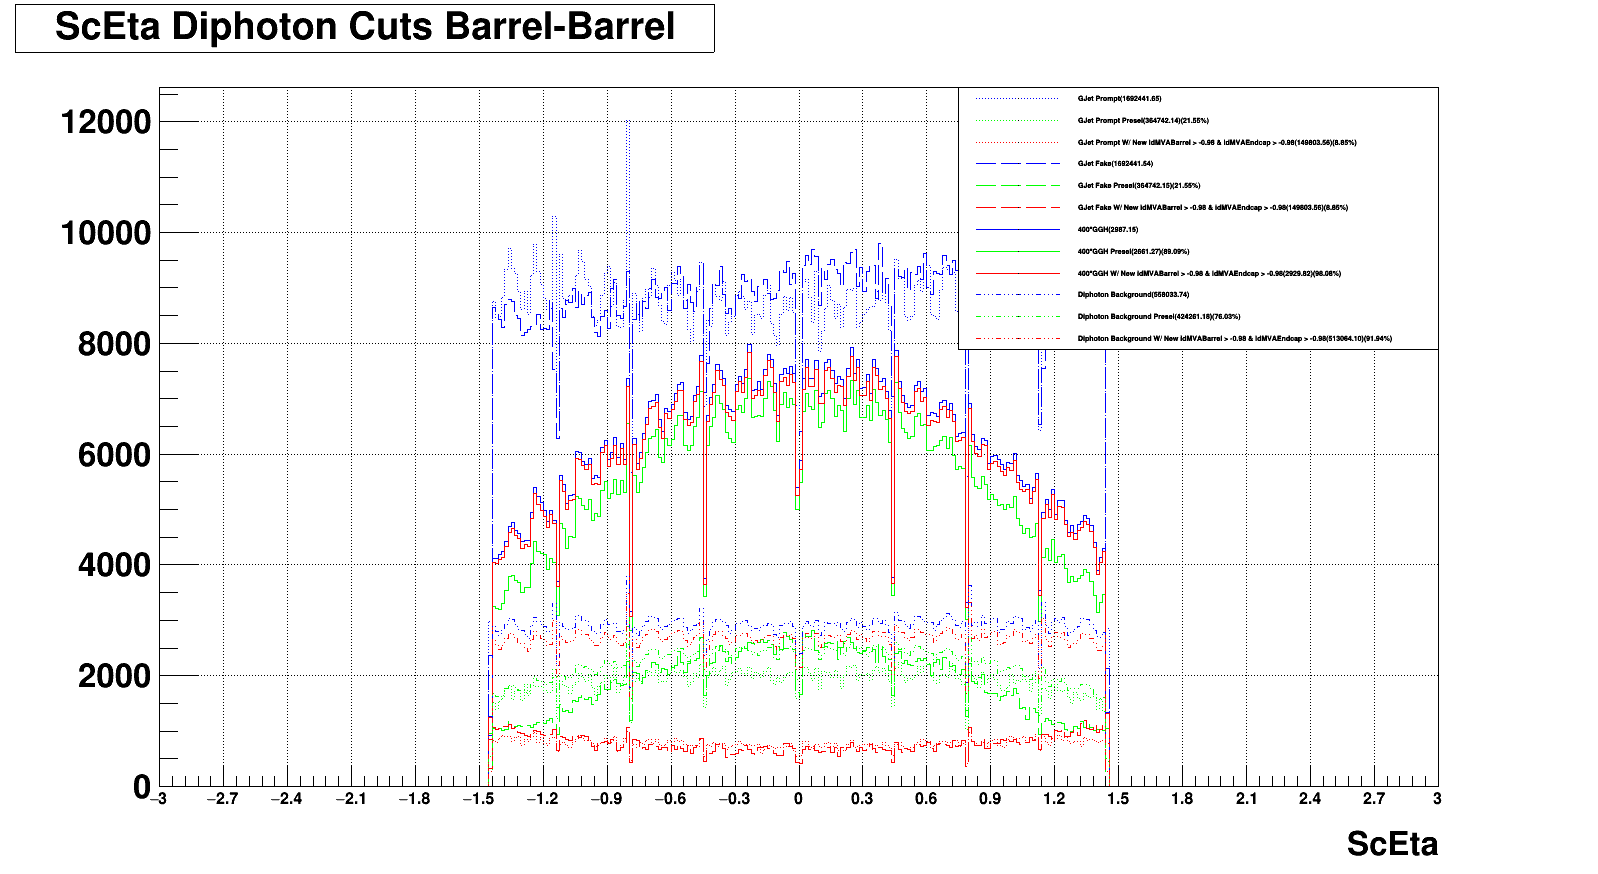 ScEta Diphoton Cuts Barrel-Barrel
12000
10000
8000
6000
4000
2000
0
GJet Prompt(1692441.65)
GJet Prompt Presel(364742.14)(21.55%)
GJet Prompt W/ New IdMVABarrel > -0.98 & IdMVAEndcap > -0.98(149803.56)(8.85%)
GJet Fake(1692441.54)
GJet Fake Presel(364742.15)(21.55%)
GJet Fake W/ New IdMVABarrel > -0.98 & IdMVAEndcap > -0.98(149803.56)(8.85%)
400*GGH(2987.15)
400*GGH Presel(2661.27)(89.09%)
400*GGH W/ New IdMVABarrel > -0.98 & IdMVAEndcap > -0.98(2929.82)(98.08%)
Diphoton Background(558033.74)
Diphoton Background Presel(424261.18)(76.03%)
Diphoton Background W/ New IdMVABarrel > -0.98 & IdMVAEndcap > -0.98(513064.10)(91.94%)
−3 −2.7 −2.4 −2.1 −1.8 −1.5 −1.2 −0.9 −0.6 −0.3 0 0.3 0.6 0.9 1.2 1.5 1.8 2.1 2.4 2.7 3
ScEta